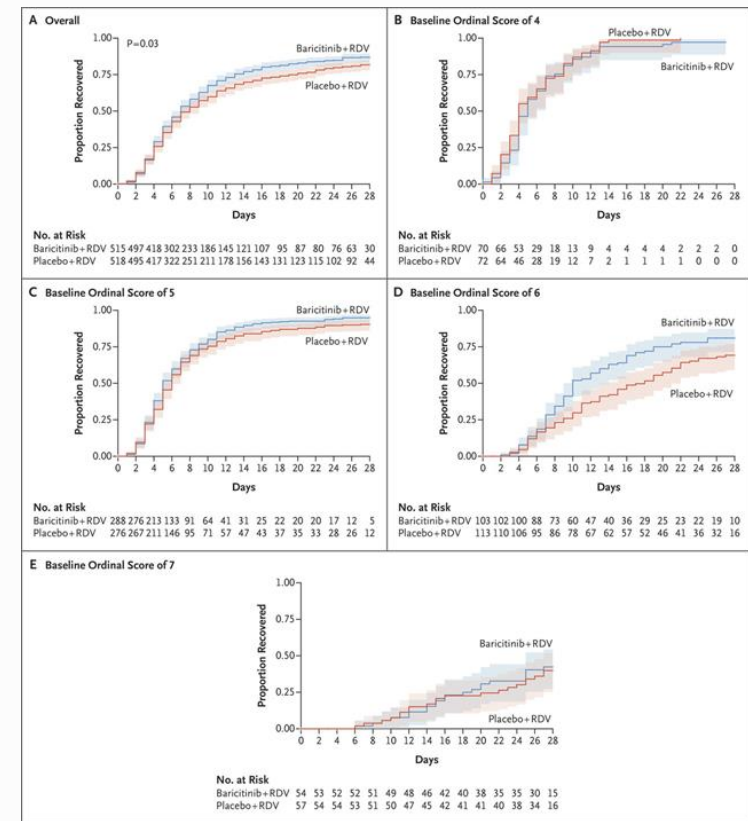 A Overall
1.00
P=0.03
Baricitinib+RDV
0.75
Placebo+RDV
0.50
0.25
0.00
Proportion Recovered
0 2 4 6 8 10 12 14 16 18 20 22 24 26 28
Days
No. at Risk
Baricitinib+RDV 515 497 418 302 233 186 145 121 107 95 87 80 76 63 30
Placebo+RDV 518 495 417 322 251 211 178 156 143 131 123 115 102 92 44
B Baseline Ordinal Score of 4
Placebo+RDV
1.00
Baricitinib+RDV
0.75
0.50
0.25
0.00
Proportion Recovered
0 2 4 6 8 10 12 14 16 18 20 22 24 26 28
Days
No. at Risk
Baricitinib+RDV 70 66 53 29 18 13 9 4 4 4 4 2 2 2 0
Placebo+RDV 72 64 46 28 19 12 7 2 1 1 1 1 0 0 0
C Baseline Ordinal Score of 5
1.00
Baricitinib+RDV
Placebo+RDV
0.75
0.50
0.25
0.00
Proportion Recovered
0 2 4 6 8 10 12 14 16 18 20 22 24 26 28
Days
No. at Risk
Baricitinib+RDV 288 276 213 133 91 64 41 31 25 22 20 20 17 12 5
Placebo+RDV 276 267 211 146 95 71 57 47 43 37 35 33 28 26 12
D Baseline Ordinal Score of 6
1.00
Baricitinib+RDV
0.75
0.50
Placebo+RDV
0.25
0.00
Proportion Recovered
0 2 4 6 8 10 12 14 16 18 20 22 24 26 28
Days
No. at Risk
Baricitinib+RDV 103 102 100 88 73 60 47 40 36 29 25 23 22 19 10
Placebo+RDV 113 110 106 95 86 78 67 62 57 52 46 41 36 32 16
E Baseline Ordinal Score of 7
1.00
0.75
Baricitinib+RDV
0.50
0.25
Placebo+RDV
0.00
Proportion Recovered
0 2 4 6 8 10 12 14 16 18 20 22 24 26 28
Days
No. at Risk
Baricitinib+RDV 54 53 52 52 51 49 48 46 42 40 38 35 35 30 15
Placebo+RDV 57 54 54 53 51 50 47 45 42 41 41 40 38 34 16